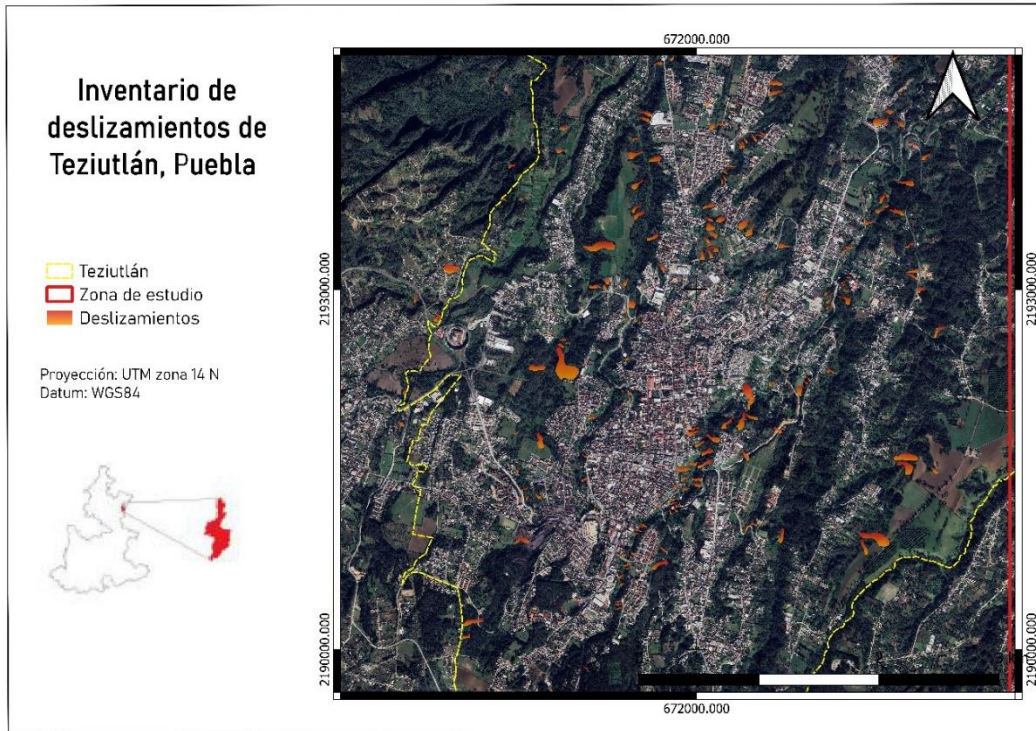 Inventario de
deslizamientos de
Teziutlán, Puebla
Teziutlán
Zona de estudio
Deslizamientos
Proyección: UTM zona 14 N
Datum: WGS84
672000.000
2193000.000
2193000.000
2190000.000
2190000.000
672000.000